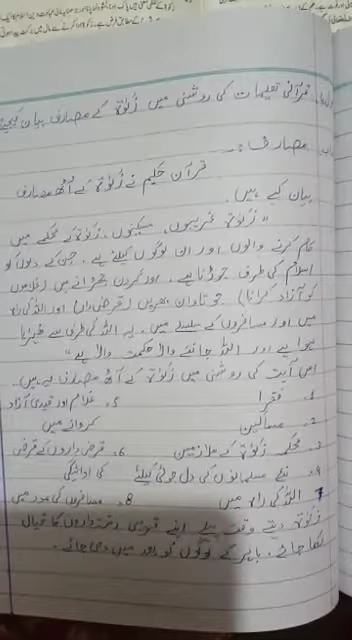 قرآنی تعلیمات کی روشنی میں زکوٰۃ کے مصارف بیان کیجیے
مصارف:۔
قرآن حکیم نے زکوٰۃ کے آٹھ مصارف
بیان کیے ہیں۔
"زکوٰۃ غریبوں، مسکینوں، زکوٰۃ کے محکمے میں
کام کرنے والوں اور ان لوگوں کیلئے ہے۔ جن کے دلوں کو
اسلام کی طرف جوڑنا ہے۔ اور گردن چھڑانے میں (غلاموں
کو آزاد کرانا) جو تاوان بھریں (قرض دار) اور اللہ کی راہ
میں اور مسافروں کے سلسلے میں۔ یہ اللہ کی طرف سے ٹھہرایا
ہوا ہے اور اللہ جاننے والا حکمت والا ہے"
اس آیت کی روشنی میں زکوٰۃ کے آٹھ مصارف یہ ہیں۔
1. فقرا 5. غلام اور قیدی آزاد
2. مساکین کروانے میں
3. محکمہ زکوٰۃ کے ملازمین 6. قرض داروں کے قرض
4. نئے مسلمانوں کی دل جوئی کیلئے کی ادائیگی
7. اللہ کی راہ میں 8. مسافروں کی مدد میں
زکوٰۃ دیتے وقت پہلے اپنے قریبی رشتہ داروں کا خیال
رکھا جائے۔ باہر کے لوگوں کو بعد میں دی جائے۔